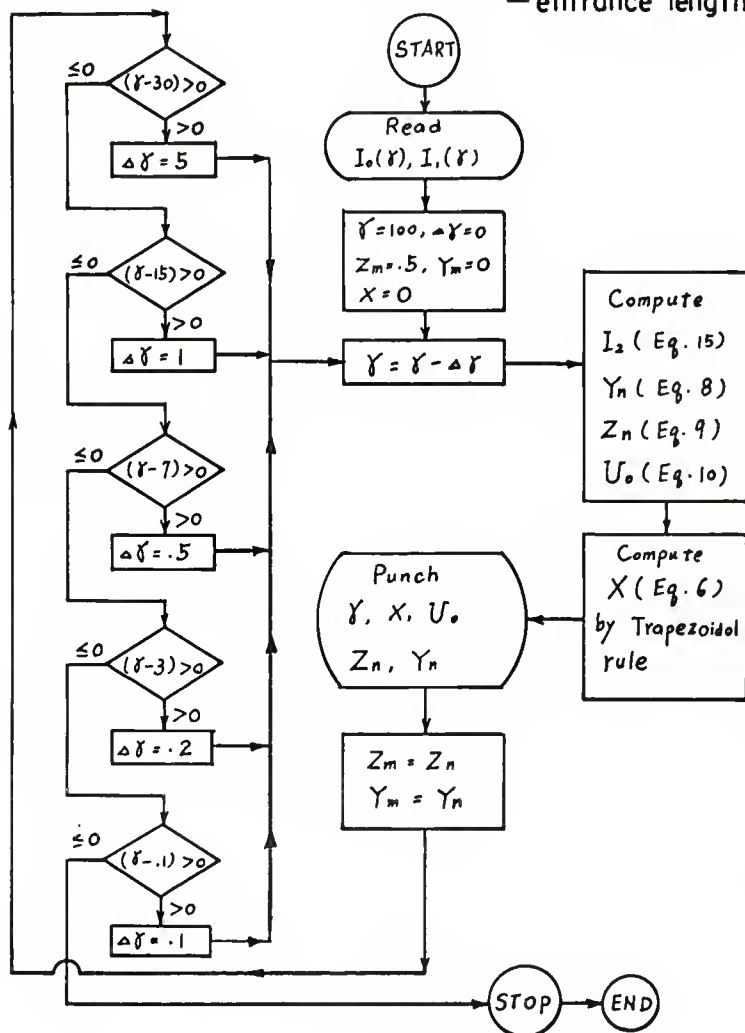 — entrance length
START
Read
I₀(γ), I₁(γ)
γ=100, Δγ=0
Zm=.5, Ym=0
X=0
γ = γ - Δγ
Compute
I₂ (Eq. 15)
Yn (Eq. 8)
Zn (Eq. 9)
U₀ (Eq. 10)
Compute
X (Eq. 6)
by Trapezoidol
rule
Punch
γ, X, U₀
Zn, Yn
Zm = Zn
Ym = Yn
≤0
(γ-30)>0
>0
Δγ = 5
≤0
(γ-15)>0
>0
Δγ = 1
≤0
(γ-7)>0
>0
Δγ = .5
≤0
(γ-3)>0
>0
Δγ = .2
≤0
(γ-.1)>0
>0
Δγ = .1
STOP
END